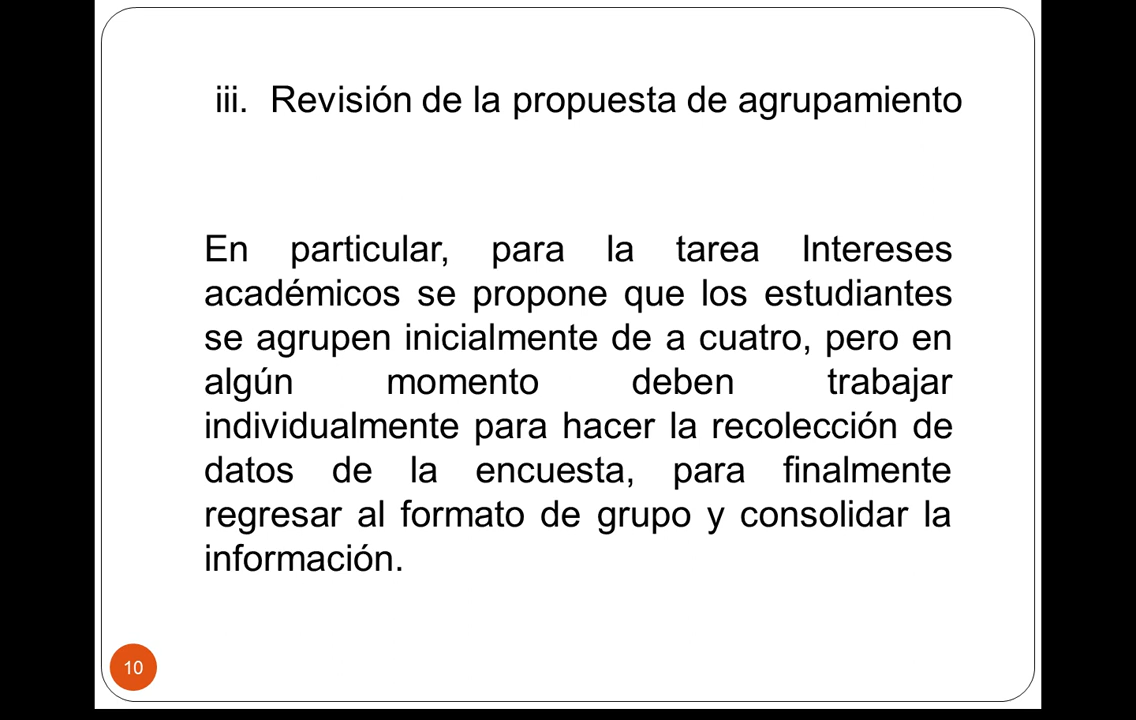 iii. Revisión de la propuesta de agrupamiento
En particular, para la tarea Intereses
académicos se propone que los estudiantes
se agrupen inicialmente de a cuatro, pero en
algún momento deben trabajar
individualmente para hacer la recolección de
datos de la encuesta, para finalmente
regresar al formato de grupo y consolidar la
información.
10